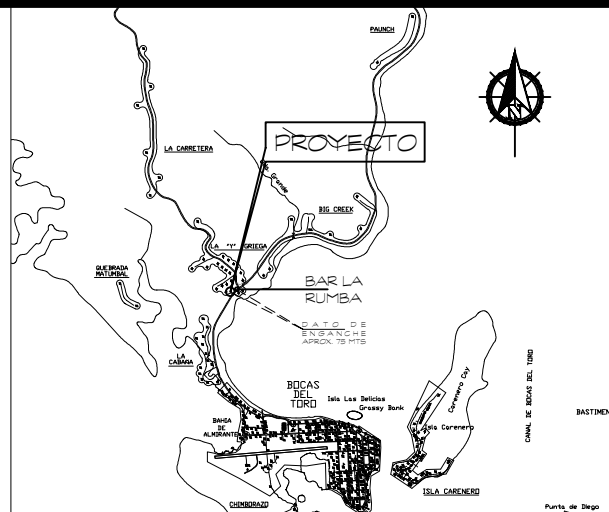 PAUNCH
N
PROYECTO
LA CARRETERA
Grande
BIG CREEK
LA "Y" GRIEGA
QUEBRADA
MATUMBAL
BAR LA
RUMBA
DATO DE
ENGANCHE
APROX. 75 MTS
LA
CABAÑA
BOCAS
DEL
TORO
Isla Las Delicias
Grassy Bank
Carenero Cay
CANAL DE BOCAS DEL TORO
BASTIMEN
BAHIA
DE
ALMIRANTE
Isla Carenero
ISLA CARENERO
CHIMBORAZO
Punta de Diego